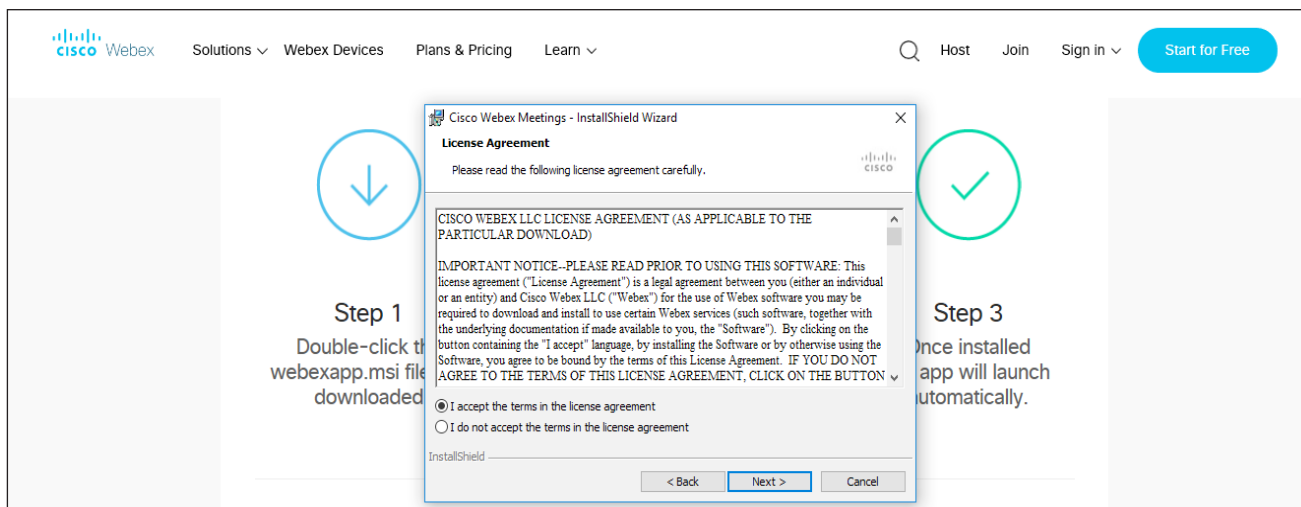 CISCO Webex
Solutions
Webex Devices
Plans & Pricing
Learn
Host
Join
Sign in
Start for Free
Cisco Webex Meetings - InstallShield Wizard
License Agreement
Please read the following license agreement carefully.
CISCO
CISCO WEBEX LLC LICENSE AGREEMENT (AS APPLICABLE TO THE
PARTICULAR DOWNLOAD)
IMPORTANT NOTICE--PLEASE READ PRIOR TO USING THIS SOFTWARE: This
license agreement ("License Agreement") is a legal agreement between you (either an individual
or an entity) and Cisco Webex LLC ("Webex") for the use of Webex software you may be
required to download and install to use certain Webex services (such software, together with
the underlying documentation if made available to you, the "Software").  By clicking on the
button containing the "I accept" language, by installing the Software or by otherwise using the
Software, you agree to be bound by the terms of this License Agreement.  IF YOU DO NOT
AGREE TO THE TERMS OF THIS LICENSE AGREEMENT, CLICK ON THE BUTTON
I accept the terms in the license agreement
I do not accept the terms in the license agreement
InstallShield
< Back
Next >
Cancel
Step 1
Double-click
webexapp.msi
downloaded
Step 3
installed
app will launch